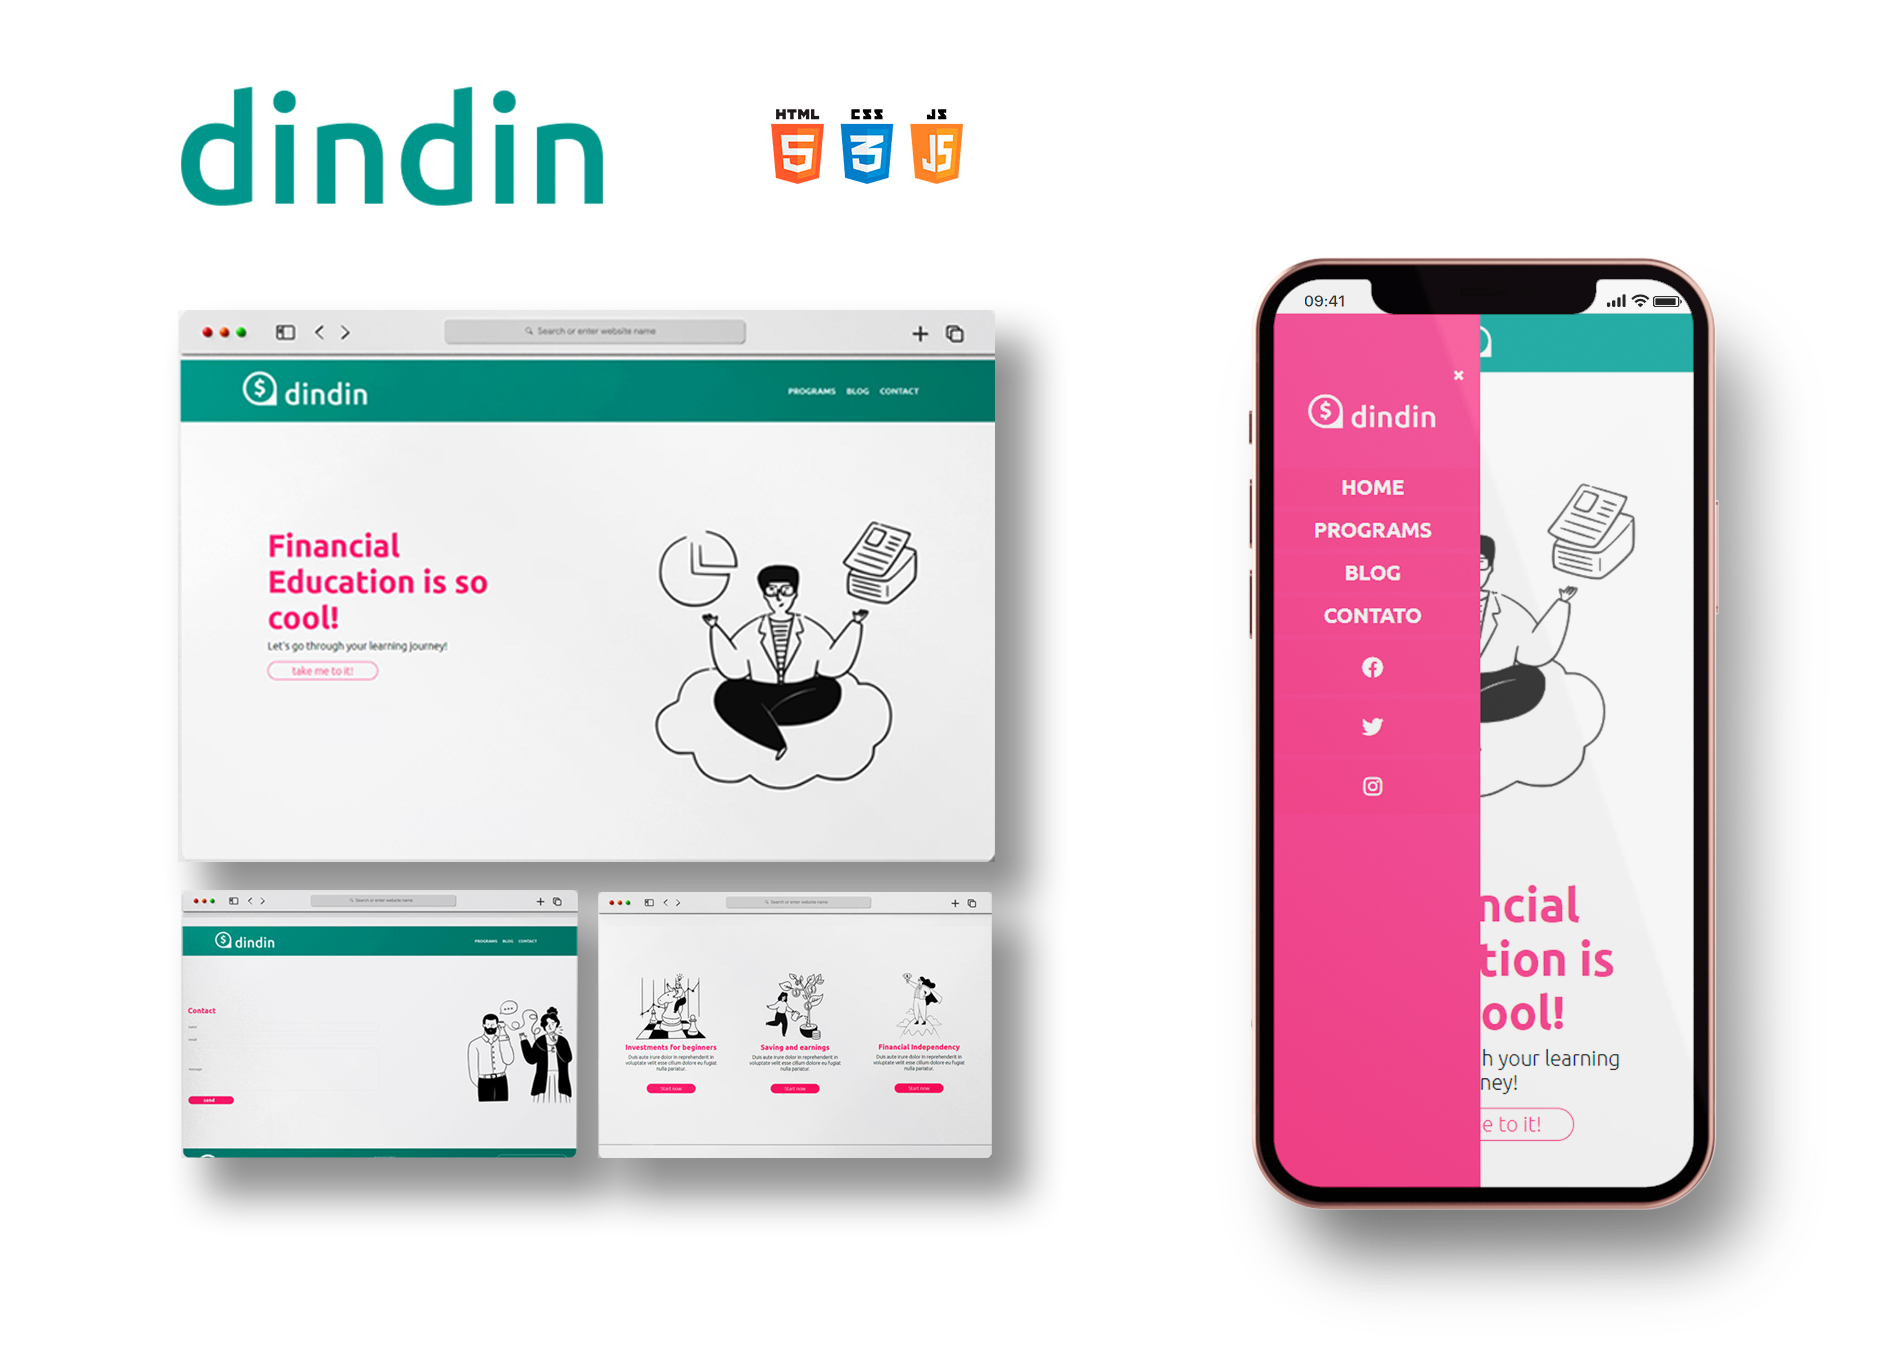 dindin
HTML CSS JS
5 3 JS
Search or enter website name
$ dindin
PROGRAMS BLOG CONTACT
Financial
Education is so
cool!
Let's go through your learning journey!
take me to it!
Search or enter website name
$ dindin
PROGRAMS BLOG CONTACT
Contact
name
email
message
send
Search or enter website name
Investments for beginners
Duis aute irure dolor in reprehenderit in
voluptate velit esse cillum dolore eu fugiat
nulla pariatur.
Start now
Saving and earnings
Duis aute irure dolor in reprehenderit in
voluptate velit esse cillum dolore eu fugiat
nulla pariatur.
Start now
Financial Independency
Duis aute irure dolor in reprehenderit in
voluptate velit esse cillum dolore eu fugiat
nulla pariatur.
Start now
09:41
$ dindin
HOME
PROGRAMS
BLOG
CONTATO
ncial
tion is
ool!
h your learning
ney!
e to it!